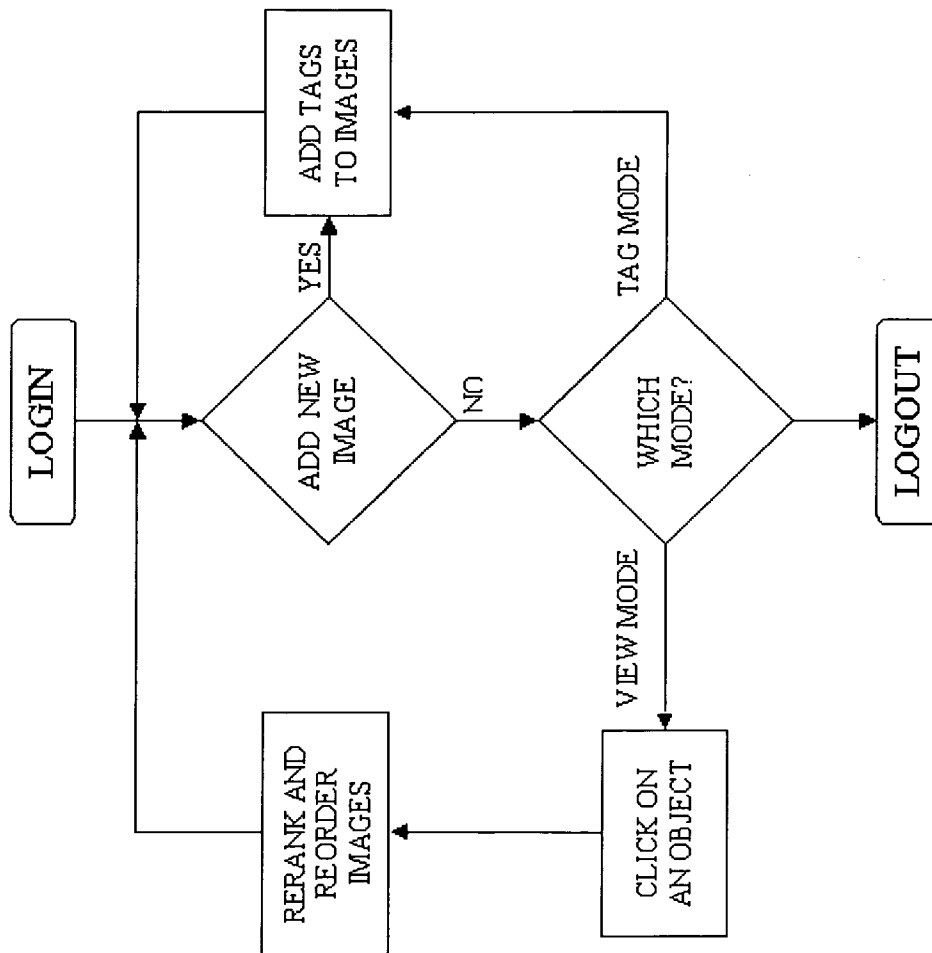 LOGIN
ADD TAGS
TO IMAGES
YES
ADD NEW
IMAGE
NO
RERANK AND
REORDER
IMAGES
TAG MODE
WHICH
MODE?
VIEW MODE
CLICK ON
AN OBJECT
LOGOUT